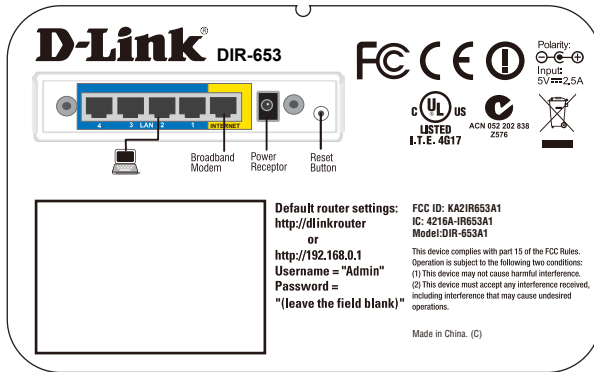 D-Link® DIR-653
FC CE
Polarity:
Input:
5V 2.5A
4 3 LAN 2 1 INTERNET
C UL US
LISTED
I.T.E. 4G17
ACN 052 202 838
Z576
Broadband
Modem
Power
Receptor
Reset
Button
Default router settings:
http://dlinkrouter
or
http://192.168.0.1
Username = "Admin"
Password =
"(leave the field blank)"
FCC ID: KA2IR653A1
IC: 4216A-IR653A1
Model:DIR-653A1
This device complies with part 15 of the FCC Rules.
Operation is subject to the following two conditions:
(1) This device may not cause harmful interference.
(2) This device must accept any interference received,
including interference that may cause undesired
operations.
Made in China. (C)